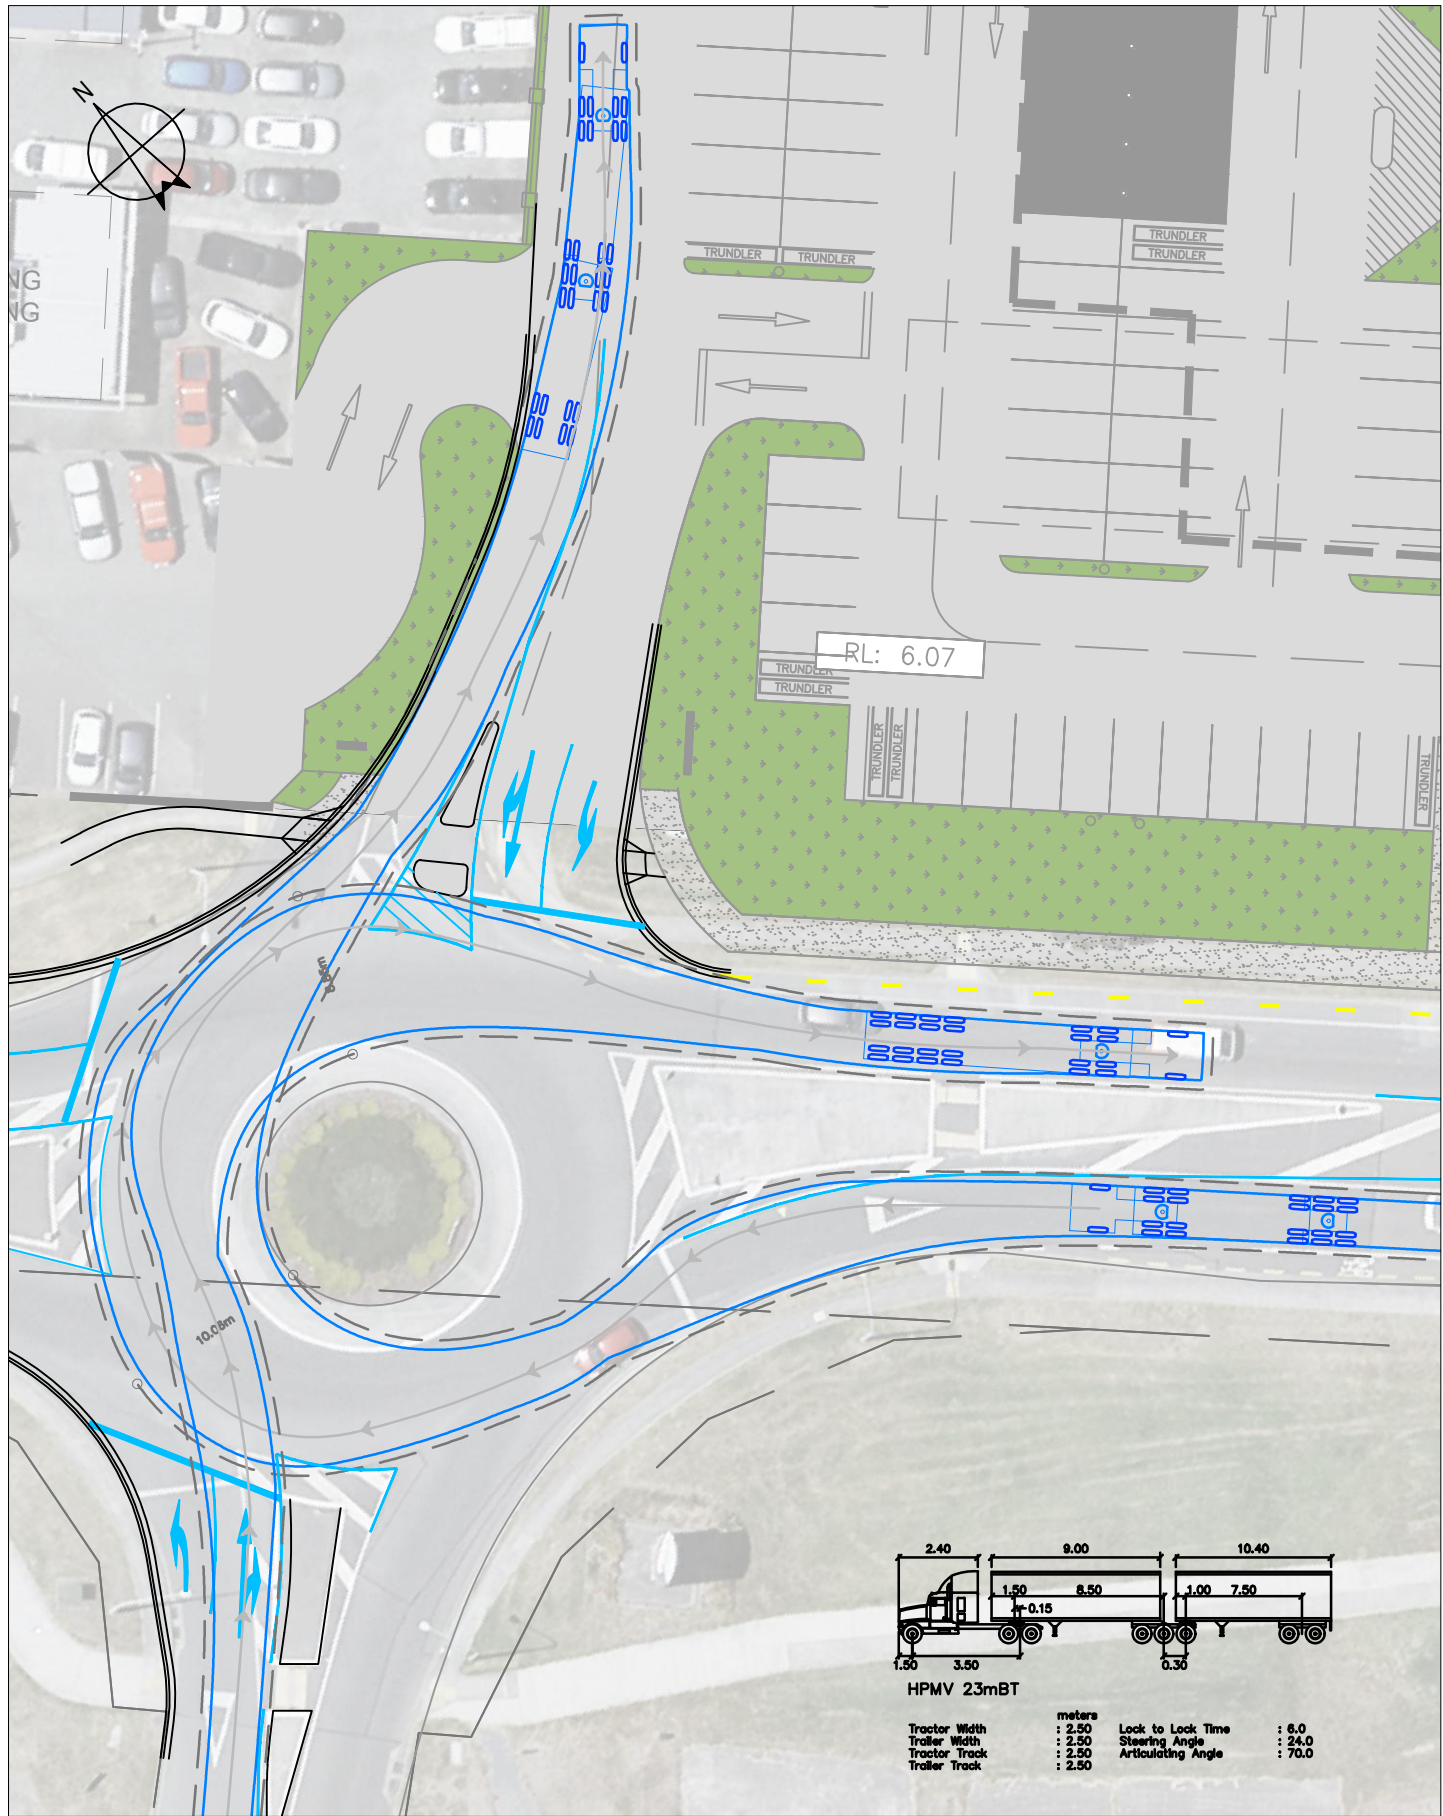 N
NG
NG
TRUNDLER TRUNDLER
TRUNDLER
TRUNDLER
RL: 6.07
TRUNDLER
TRUNDLER
TRUNDLER
TRUNDLER
TRUNDLER
10.08m
2.40 9.00 10.40
1.50 8.50 1.00 7.50
0.15
1.50 3.50 0.30
HPMV 23mBT
meters
Tractor Width : 2.50 Lock to Lock Time : 6.0
Trailer Width : 2.50 Steering Angle : 24.0
Tractor Track : 2.50 Articulating Angle : 70.0
Trailer Track : 2.50